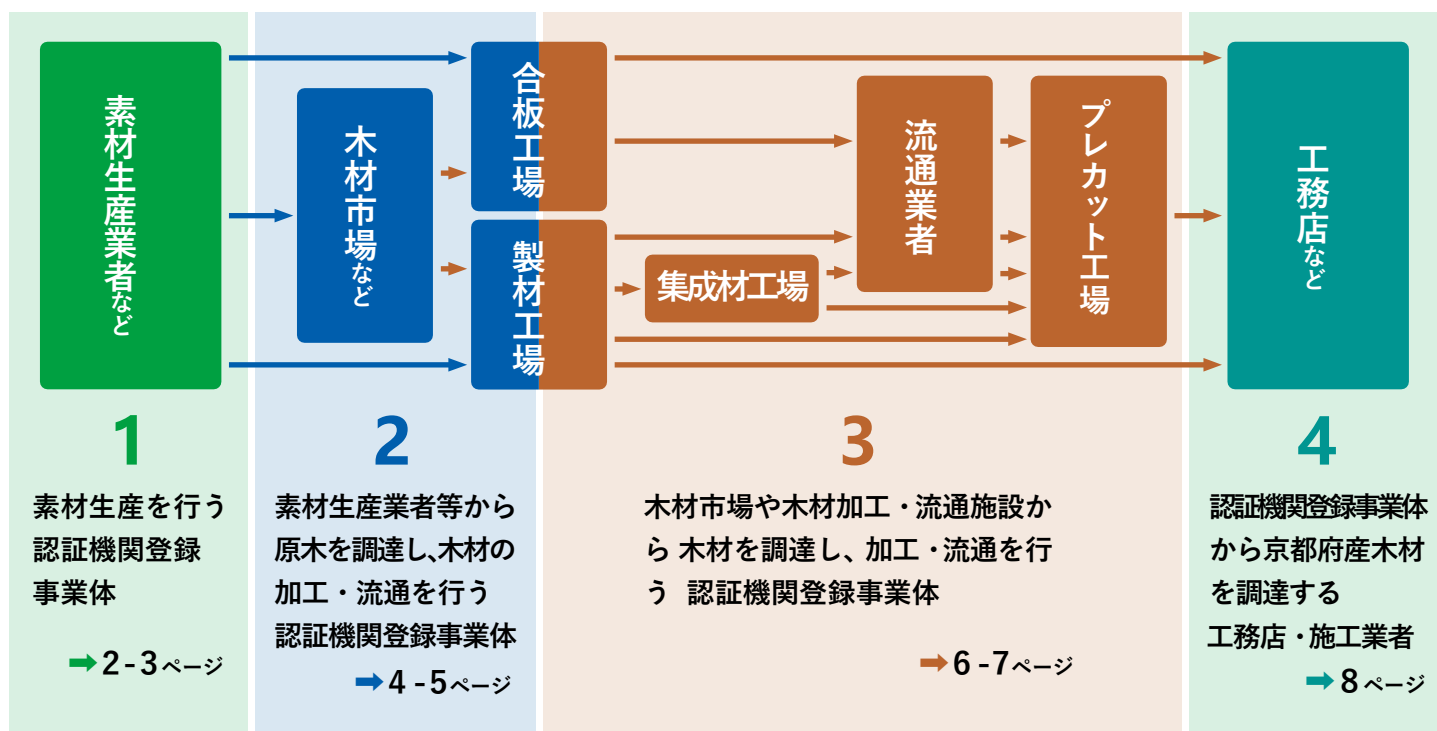 素材生産業者など
木材市場など
合板工場
製材工場
集成材工場
流通業者
プレカット工場
工務店など
1
素材生産を行う
認証機関登録
事業体
➡2-3ページ
2
素材生産業者等から
原木を調達し、木材の
加工・流通を行う
認証機関登録事業体
➡4-5ページ
3
木材市場や木材加工・流通施設か
ら 木材を調達し、加工・流通を行
う 認証機関登録事業体
➡6-7ページ
4
認証機関登録事業体
から京都府産木材
を調達する
工務店・施工業者
➡8ページ